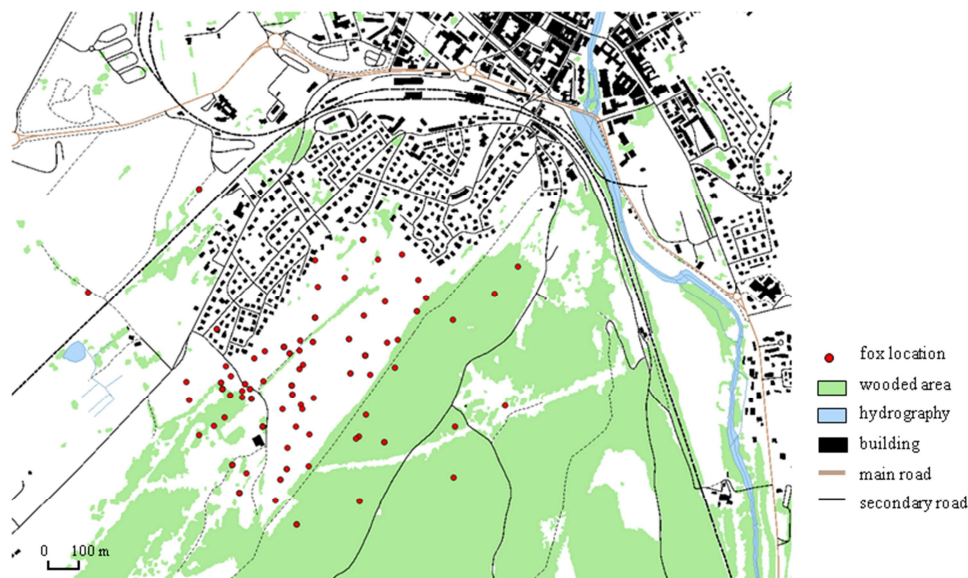 fox location
wooded area
hydrography
building
main road
secondary road
0 100 m